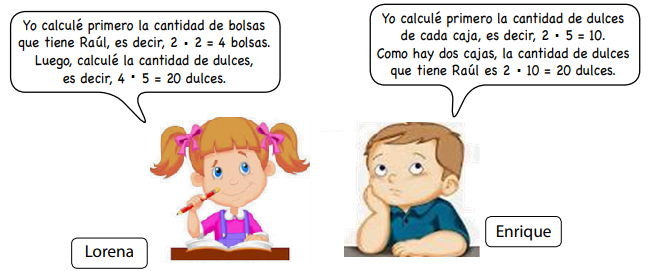 Yo calculé primero la cantidad de bolsas
que tiene Raúl, es decir, 2 · 2 = 4 bolsas.
Luego, calculé la cantidad de dulces,
es decir, 4 · 5 = 20 dulces.
Yo calculé primero la cantidad de dulces
de cada caja, es decir, 2 · 5 = 10.
Como hay dos cajas, la cantidad de dulces
que tiene Raúl es 2 · 10 = 20 dulces.
Lorena
Enrique